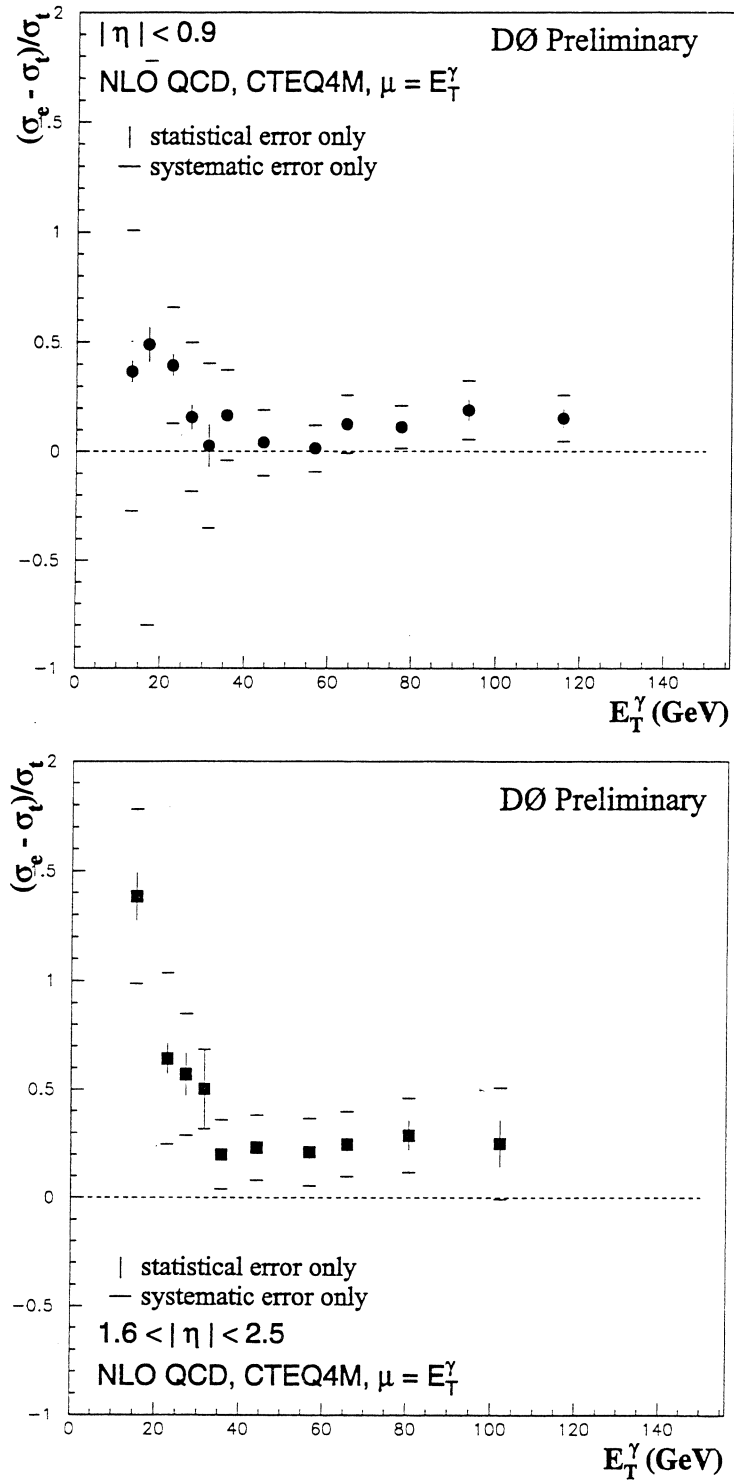 2
|η| < 0.9
DØ Preliminary
NLO QCD, CTEQ4M, μ = E_T^γ
(σ_e - σ_t)/σ_t
1.5
| statistical error only
— systematic error only
1
0.5
0
−0.5
−1
0 20 40 60 80 100 120 140
E_T^γ (GeV)
2
DØ Preliminary
(σ_e - σ_t)/σ_t
1.5
1
0.5
0
| statistical error only
— systematic error only
−0.5
1.6 < |η| < 2.5
NLO QCD, CTEQ4M, μ = E_T^γ
−1
0 20 40 60 80 100 120 140
E_T^γ (GeV)